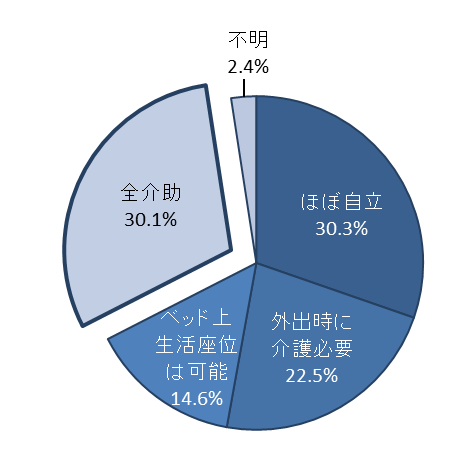 不明
2.4%
ほぼ自立
30.3%
外出時に
介護必要
22.5%
ベッド上
生活座位
は可能
14.6%
全介助
30.1%